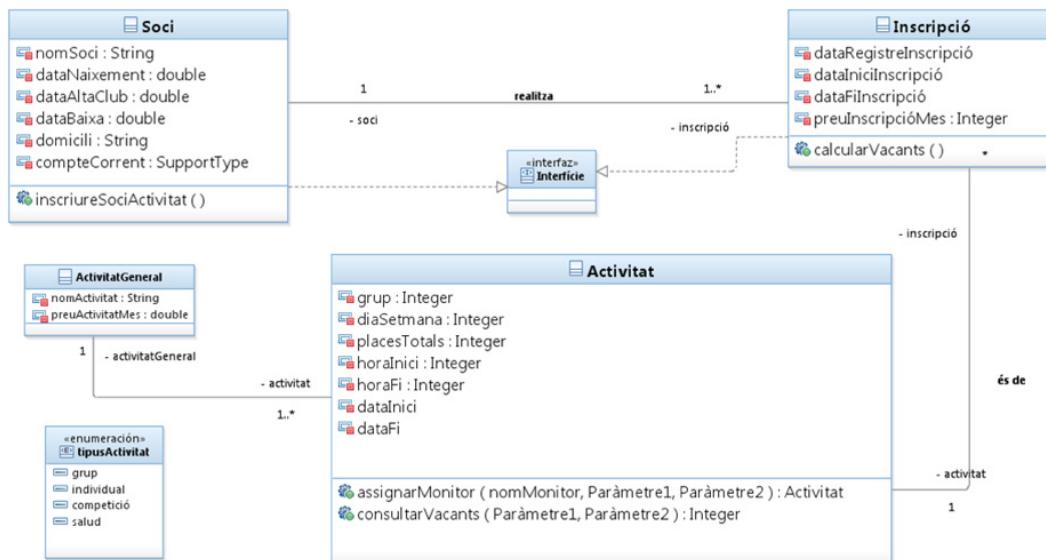 Soci
nomSoci : String
dataNaixement : double
dataAltaClub : double
dataBaixa : double
domicili : String
compteCorrent : SupportType
inscriureSociActivitat ( )
1
realitza
1..*
- soci
- inscripció
Inscripció
dataRegistreInscripció
dataIniciInscripció
dataFiInscripció
preuInscripcióMes : Integer
calcularVacants ( )
«interfaz»
Interfície
- inscripció
ActivitatGeneral
nomActivitat : String
preuActivitatMes : double
1
- activitatGeneral
- activitat
1..*
Activitat
grup : Integer
diaSetmana : Integer
placesTotals : Integer
horaInici : Integer
horaFi : Integer
dataInici
dataFi
assignarMonitor ( nomMonitor, Paràmetre1, Paràmetre2 ) : Activitat
consultarVacants ( Paràmetre1, Paràmetre2 ) : Integer
és de
- activitat
1
«enumeración»
tipusActivitat
grup
individual
competició
salud